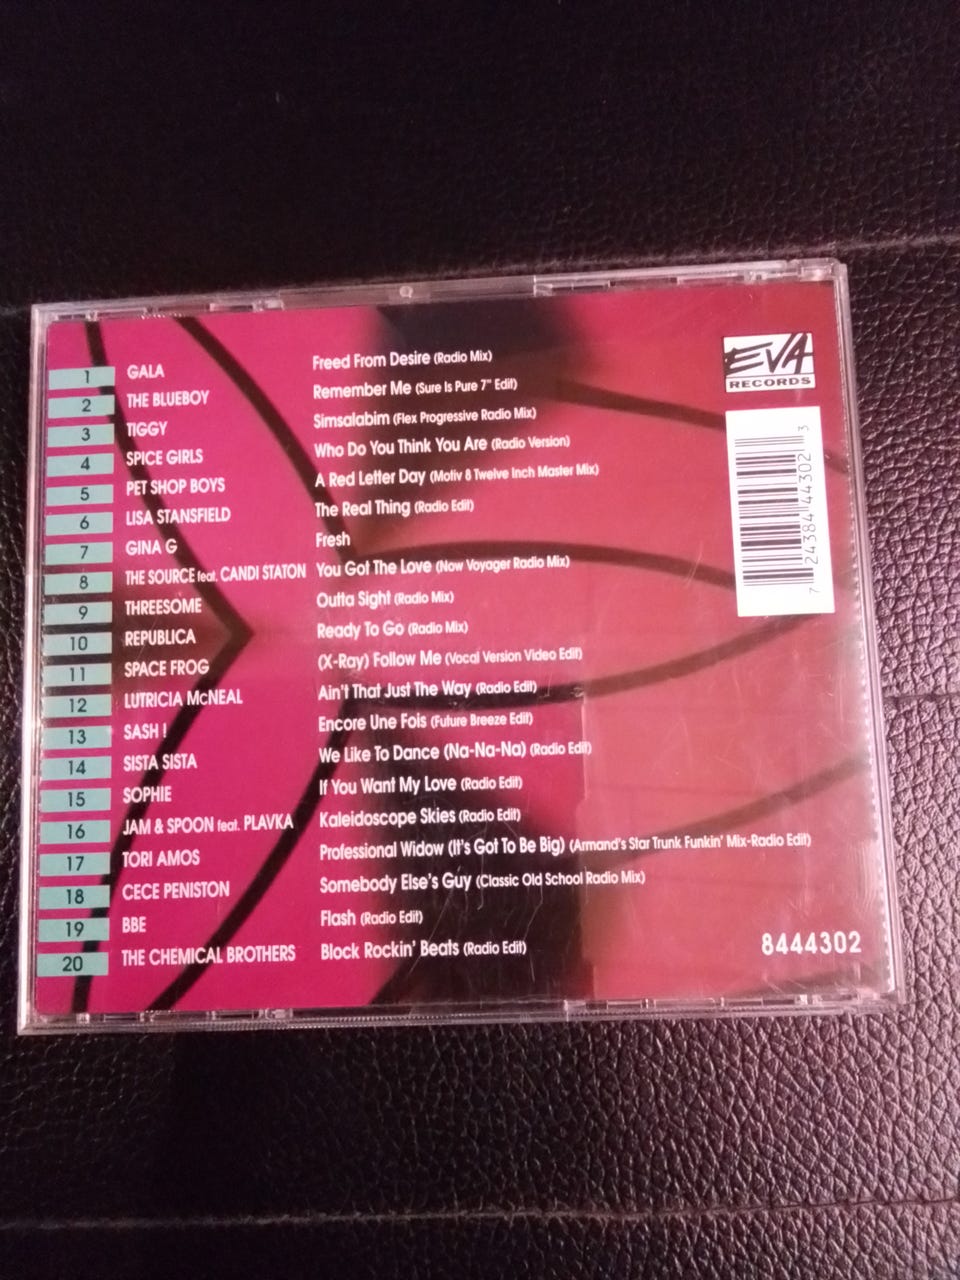 1 GALA Freed From Desire (Radio Mix)
2 THE BLUEBOY Remember Me (Sure Is Pure 7" Edit)
3 TIGGY Simsalabim (Flex Progressive Radio Mix)
4 SPICE GIRLS Who Do You Think You Are (Radio Version)
5 PET SHOP BOYS A Red Letter Day (Motiv 8 Twelve Inch Master Mix)
6 LISA STANSFIELD The Real Thing (Radio Edit)
7 GINA G Fresh
8 THE SOURCE feat. CANDI STATON You Got The Love (Now Voyager Radio Mix)
9 THREESOME Outta Sight (Radio Mix)
10 REPUBLICA Ready To Go (Radio Mix)
11 SPACE FROG (X-Ray) Follow Me (Vocal Version Video Edit)
12 LUTRICIA McNEAL Ain't That Just The Way (Radio Edit)
13 SASH ! Encore Une Fois (Future Breeze Edit)
14 SISTA SISTA We Like To Dance (Na-Na-Na) (Radio Edit)
15 SOPHIE If You Want My Love (Radio Edit)
16 JAM & SPOON feat. PLAVKA Kaleidoscope Skies (Radio Edit)
17 TORI AMOS Professional Widow (It's Got To Be Big) (Armand's Star Trunk Funkin' Mix-Radio Edit)
18 CECE PENISTON Somebody Else's Guy (Classic Old School Radio Mix)
19 BBE Flash (Radio Edit)
20 THE CHEMICAL BROTHERS Block Rockin' Beats (Radio Edit)
EVA
RECORDS
7 24384 44302 3
8444302